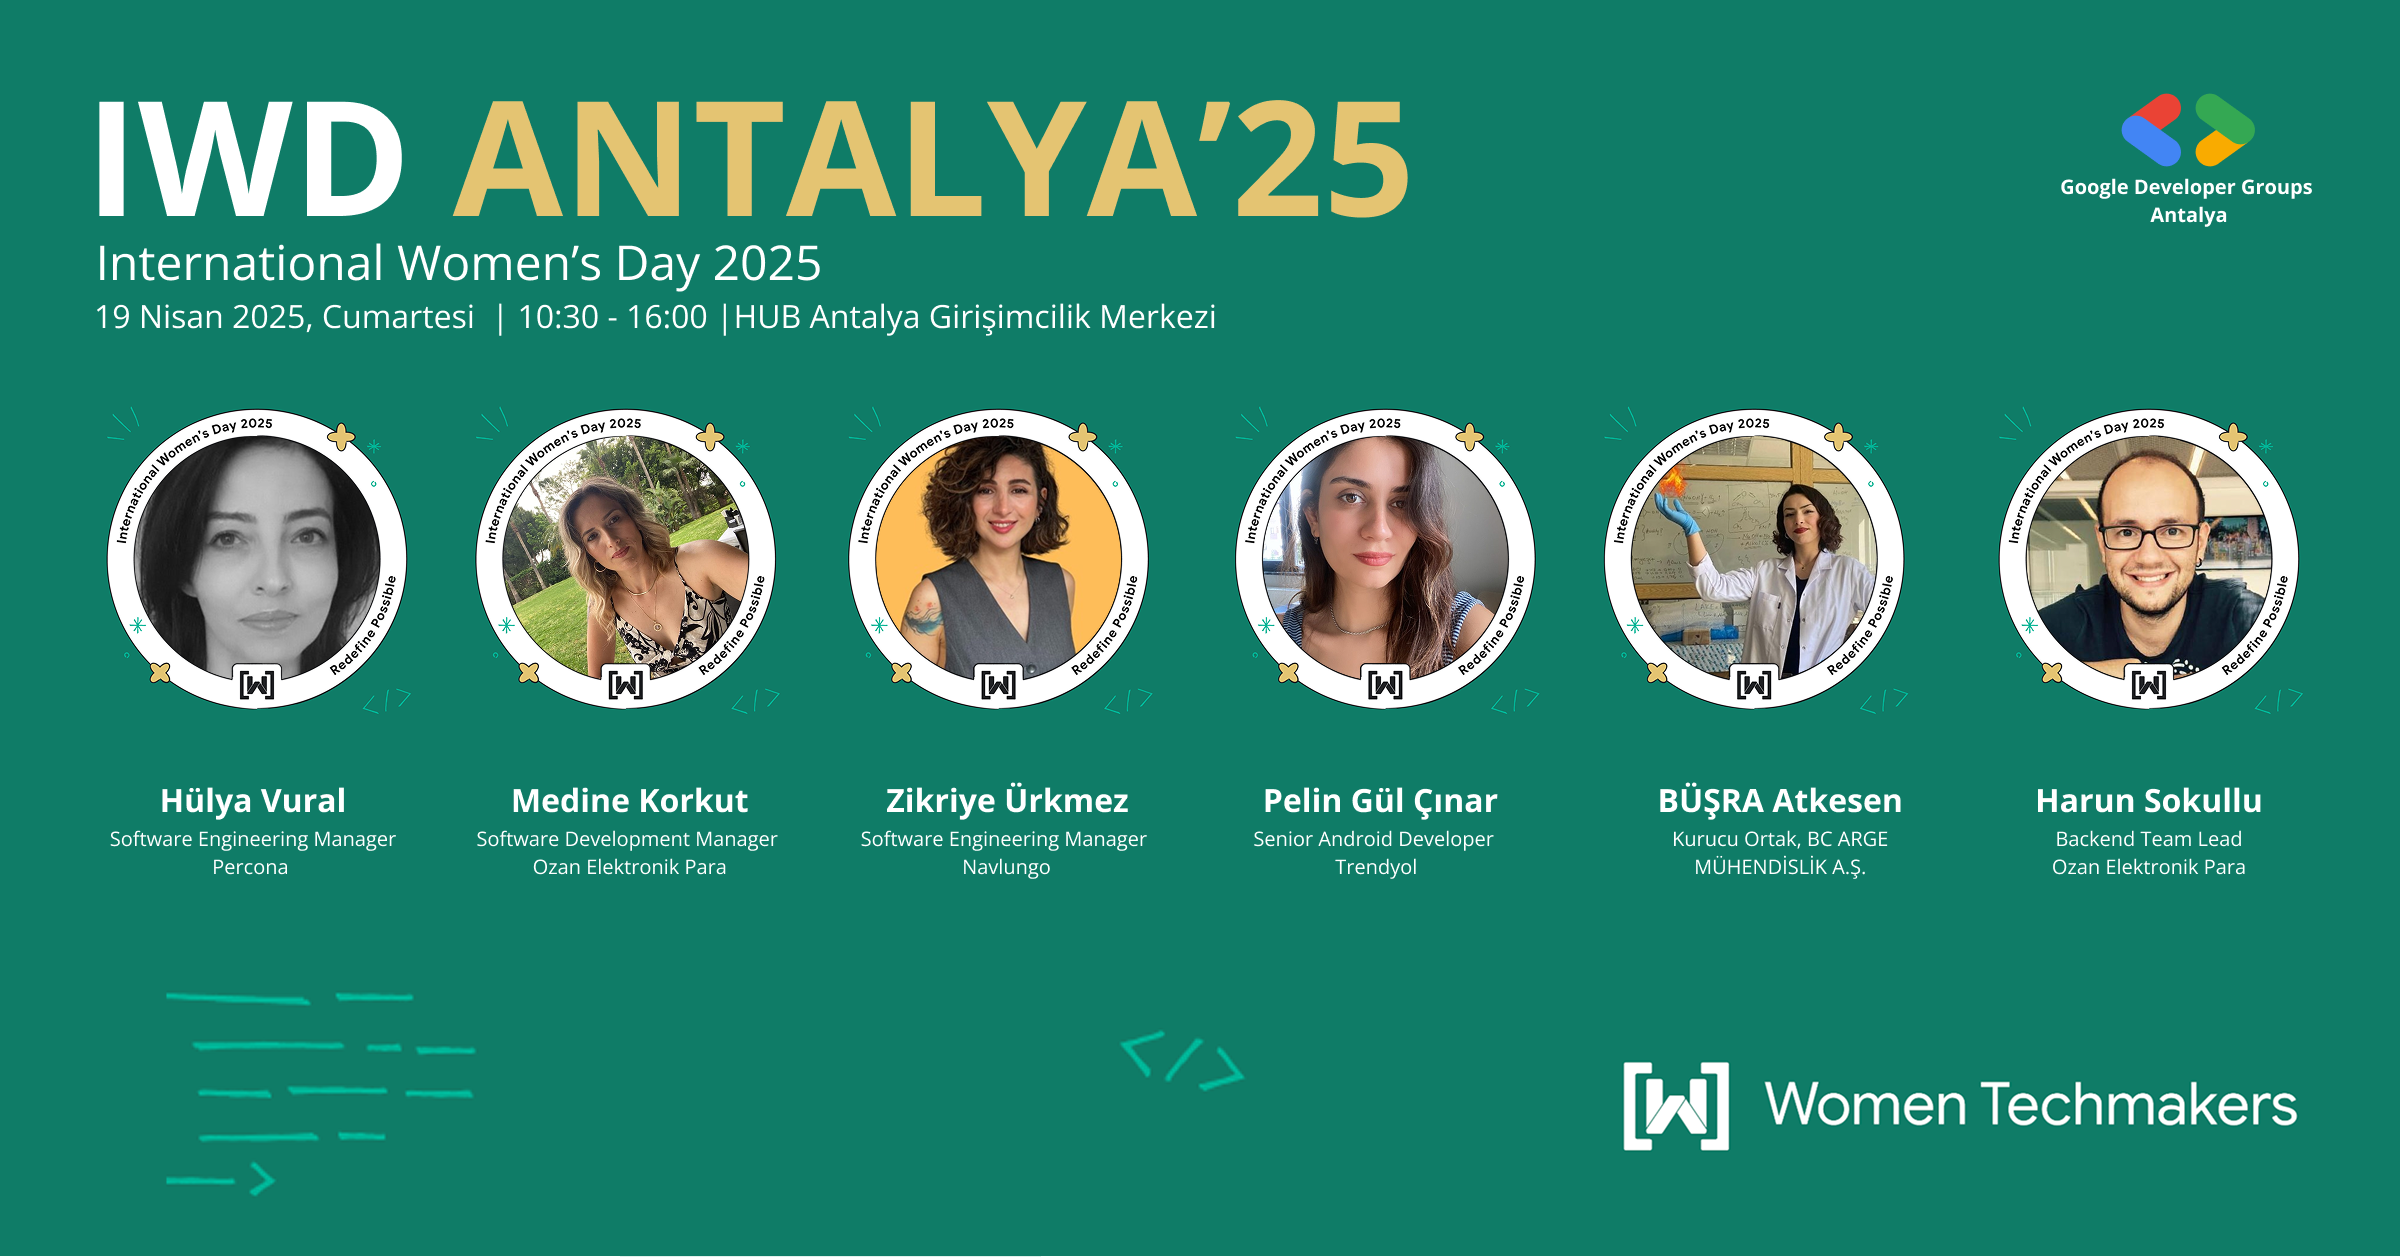 IWD ANTALYA’25
International Women’s Day 2025
19 Nisan 2025, Cumartesi | 10:30 - 16:00 |HUB Antalya Girişimcilik Merkezi
Google Developer Groups
Antalya
International Women's Day 2025
Redefine Possible
International Women's Day 2025
Redefine Possible
International Women's Day 2025
Redefine Possible
International Women's Day 2025
Redefine Possible
International Women's Day 2025
Redefine Possible
International Women's Day 2025
Redefine Possible
Hülya Vural
Software Engineering Manager
Percona
Medine Korkut
Software Development Manager
Ozan Elektronik Para
Zikriye Ürkmez
Software Engineering Manager
Navlungo
Pelin Gül Çınar
Senior Android Developer
Trendyol
BÜŞRA Atkesen
Kurucu Ortak, BC ARGE
MÜHENDİSLİK A.Ş.
Harun Sokullu
Backend Team Lead
Ozan Elektronik Para
</>
[W] Women Techmakers